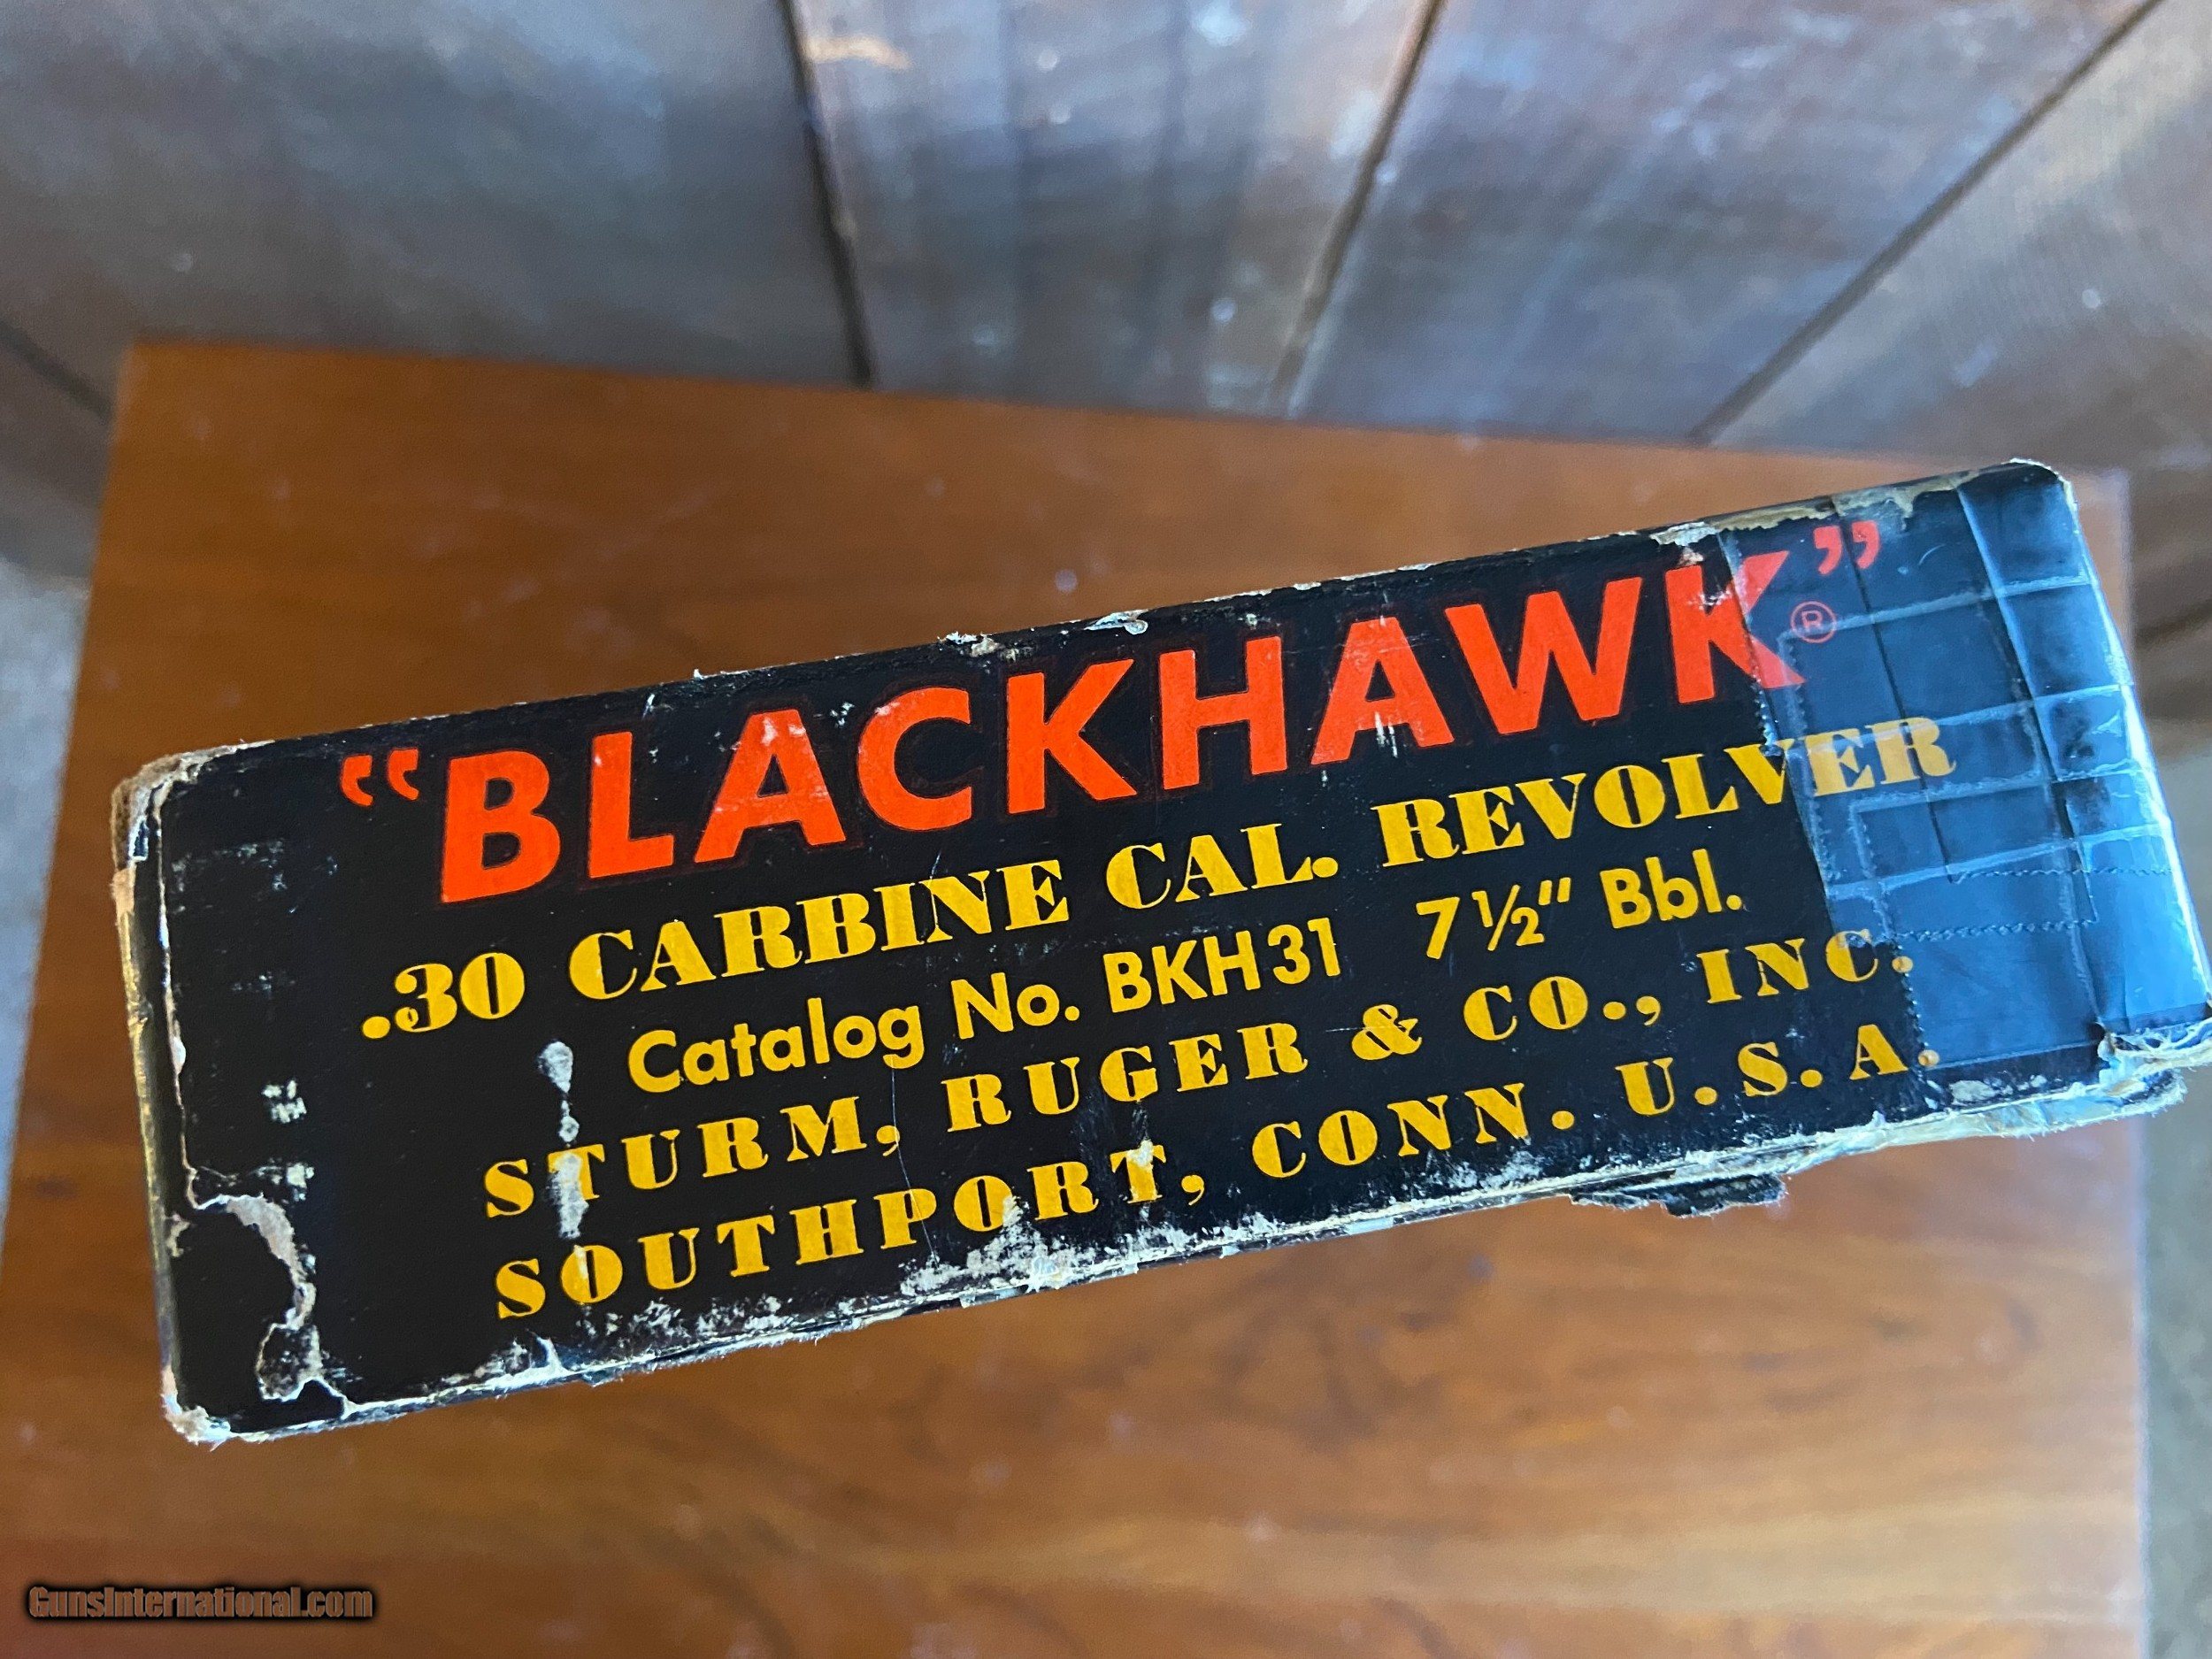 “BLACKHAWK”®
.30 CARBINE CAL. REVOLVER
Catalog No. BKH31 7½" Bbl.
STURM, RUGER & CO., INC.
SOUTHPORT, CONN. U.S.A.
GunsInternational.com